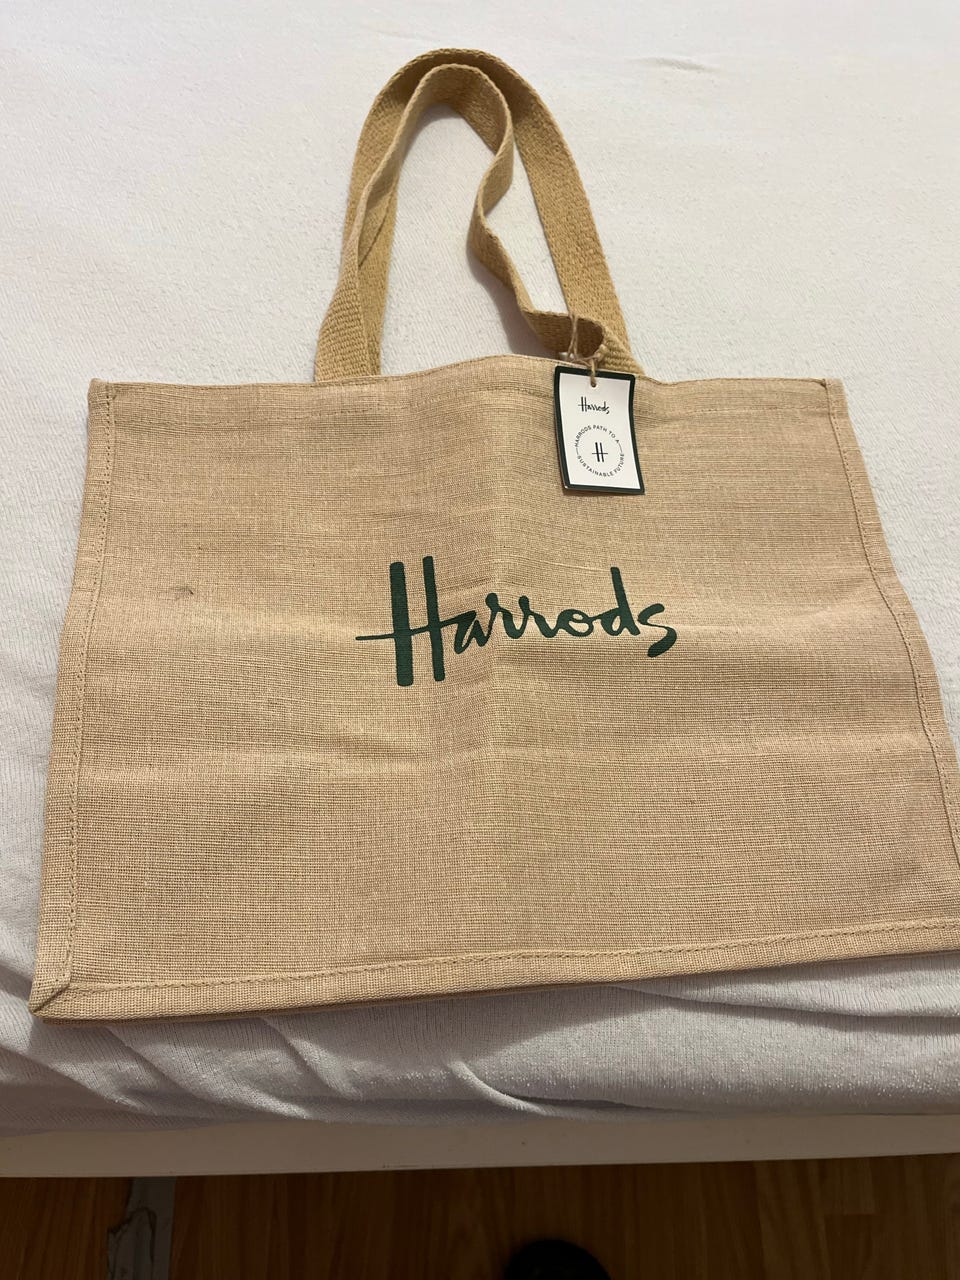 Harrods
HARRODS PATH TO A
H
SUSTAINABLE FUTURE
Harrods